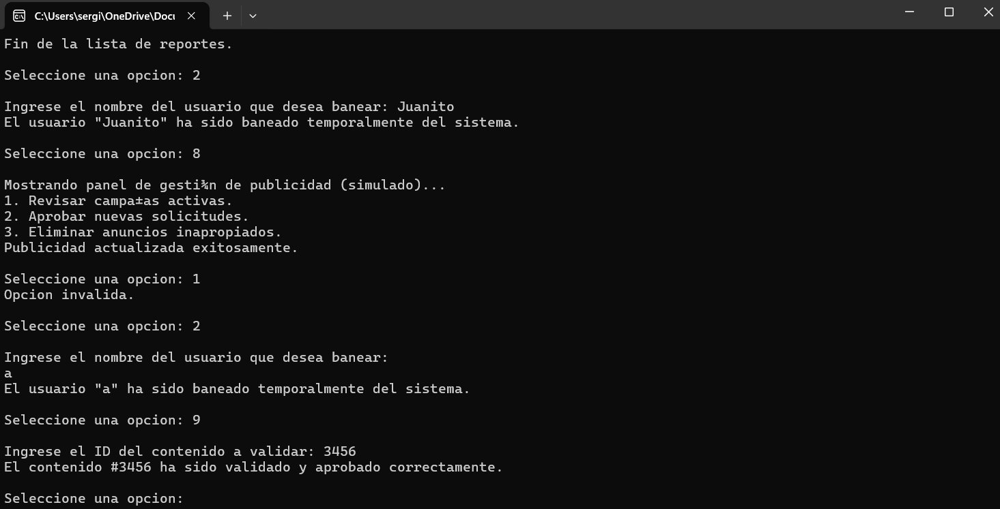 C:\Users\sergi\OneDrive\Docu
Fin de la lista de reportes.
Seleccione una opcion: 2
Ingrese el nombre del usuario que desea banear: Juanito
El usuario "Juanito" ha sido baneado temporalmente del sistema.
Seleccione una opcion: 8
Mostrando panel de gesti¾n de publicidad (simulado)...
1. Revisar campa±as activas.
2. Aprobar nuevas solicitudes.
3. Eliminar anuncios inapropiados.
Publicidad actualizada exitosamente.
Seleccione una opcion: 1
Opcion invalida.
Seleccione una opcion: 2
Ingrese el nombre del usuario que desea banear:
a
El usuario "a" ha sido baneado temporalmente del sistema.
Seleccione una opcion: 9
Ingrese el ID del contenido a validar: 3456
El contenido #3456 ha sido validado y aprobado correctamente.
Seleccione una opcion: